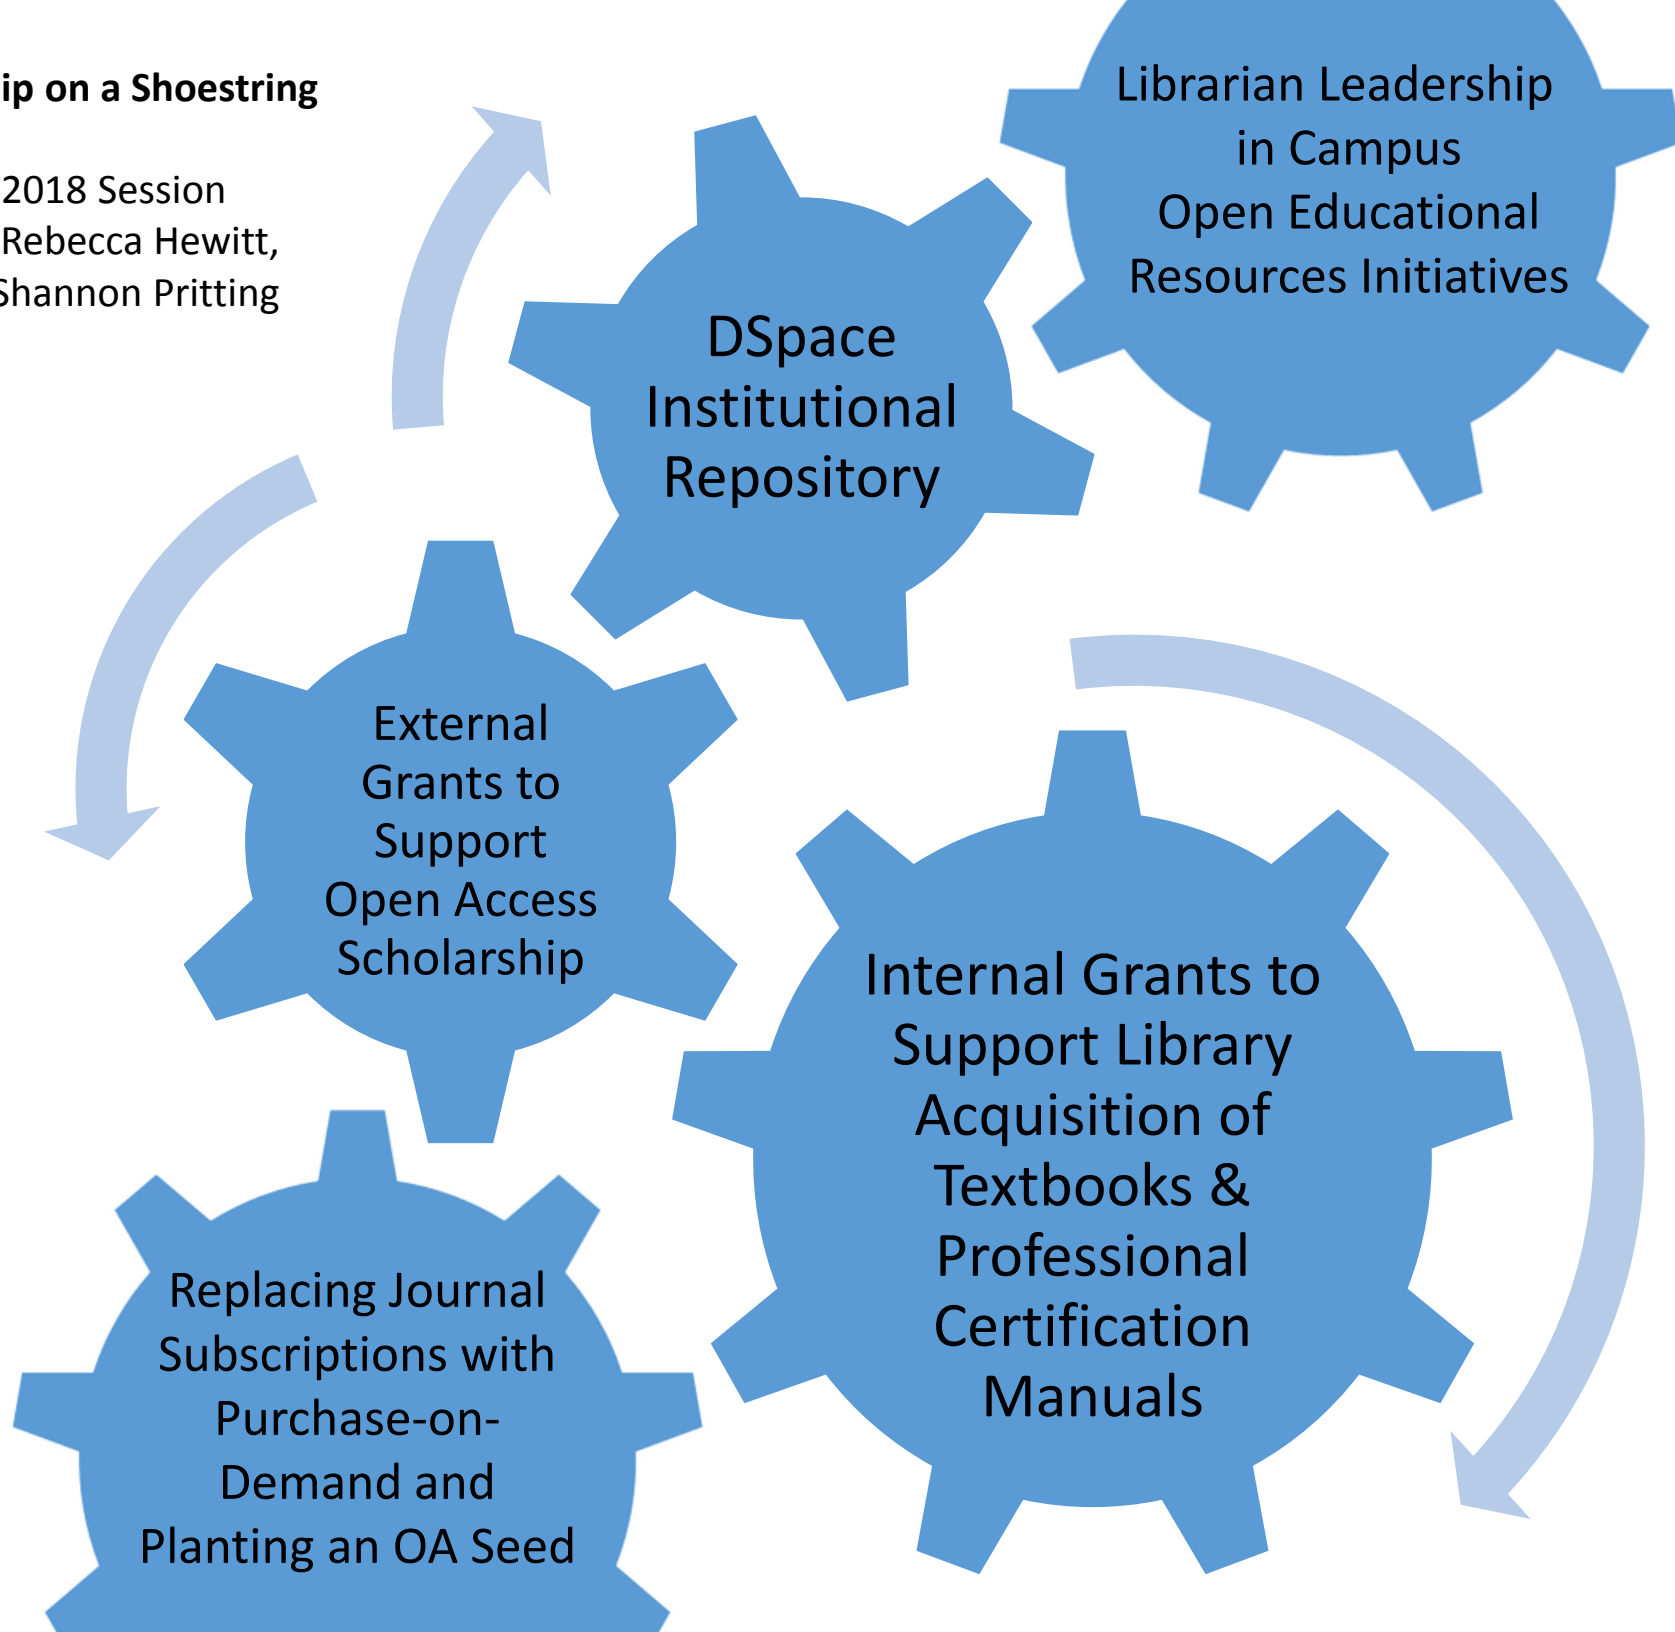 ip on a Shoestring
2018 Session
Rebecca Hewitt,
Shannon Pritting
Librarian Leadership
in Campus
Open Educational
Resources Initiatives
DSpace
Institutional
Repository
External
Grants to
Support
Open Access
Scholarship
Internal Grants to
Support Library
Acquisition of
Textbooks &
Professional
Certification
Manuals
Replacing Journal
Subscriptions with
Purchase-on-
Demand and
Planting an OA Seed